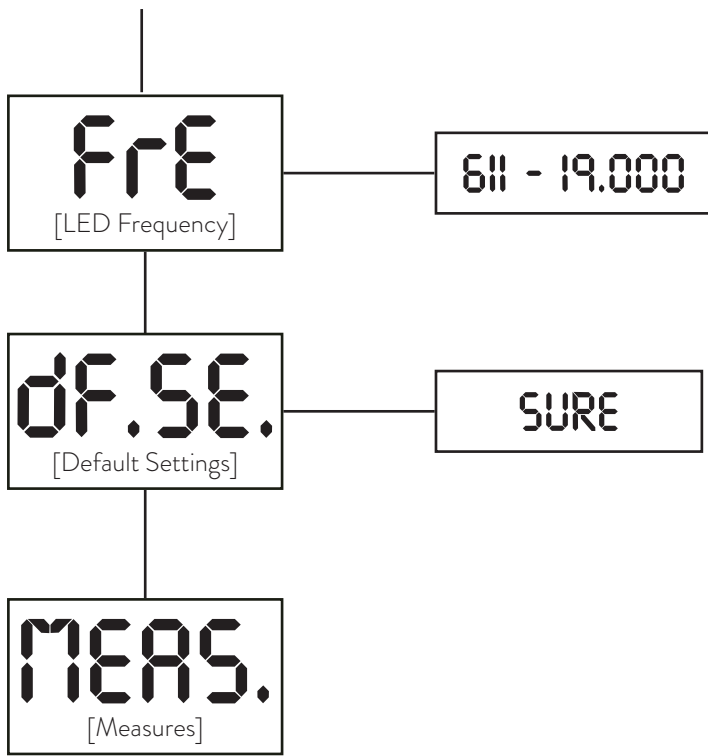 FrE
[LED Frequency]
611 - 19.000
dF.SE.
[Default Settings]
SURE
MEAS.
[Measures]